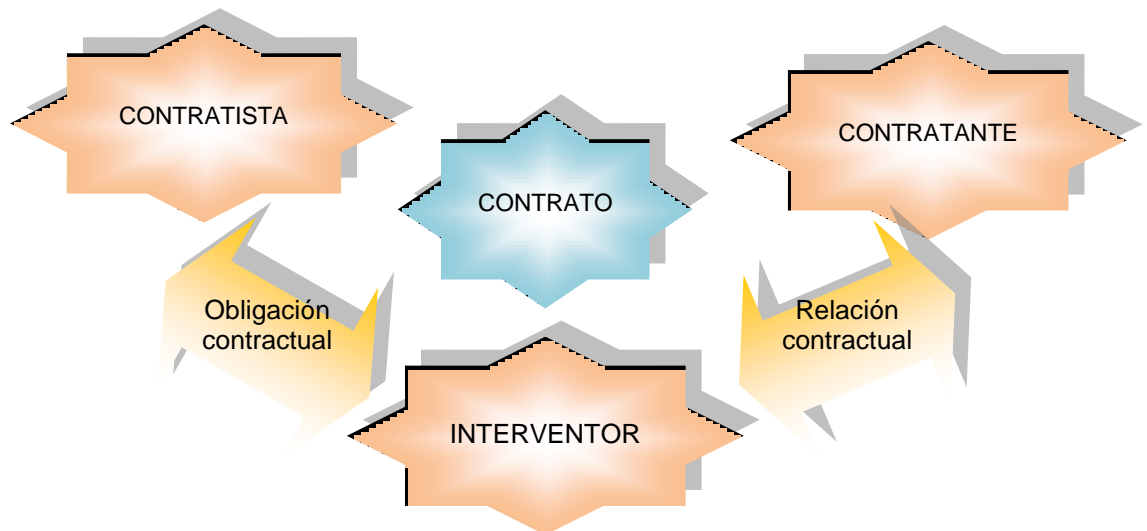 CONTRATISTA
CONTRATANTE
CONTRATO
Obligación
contractual
Relación
contractual
INTERVENTOR